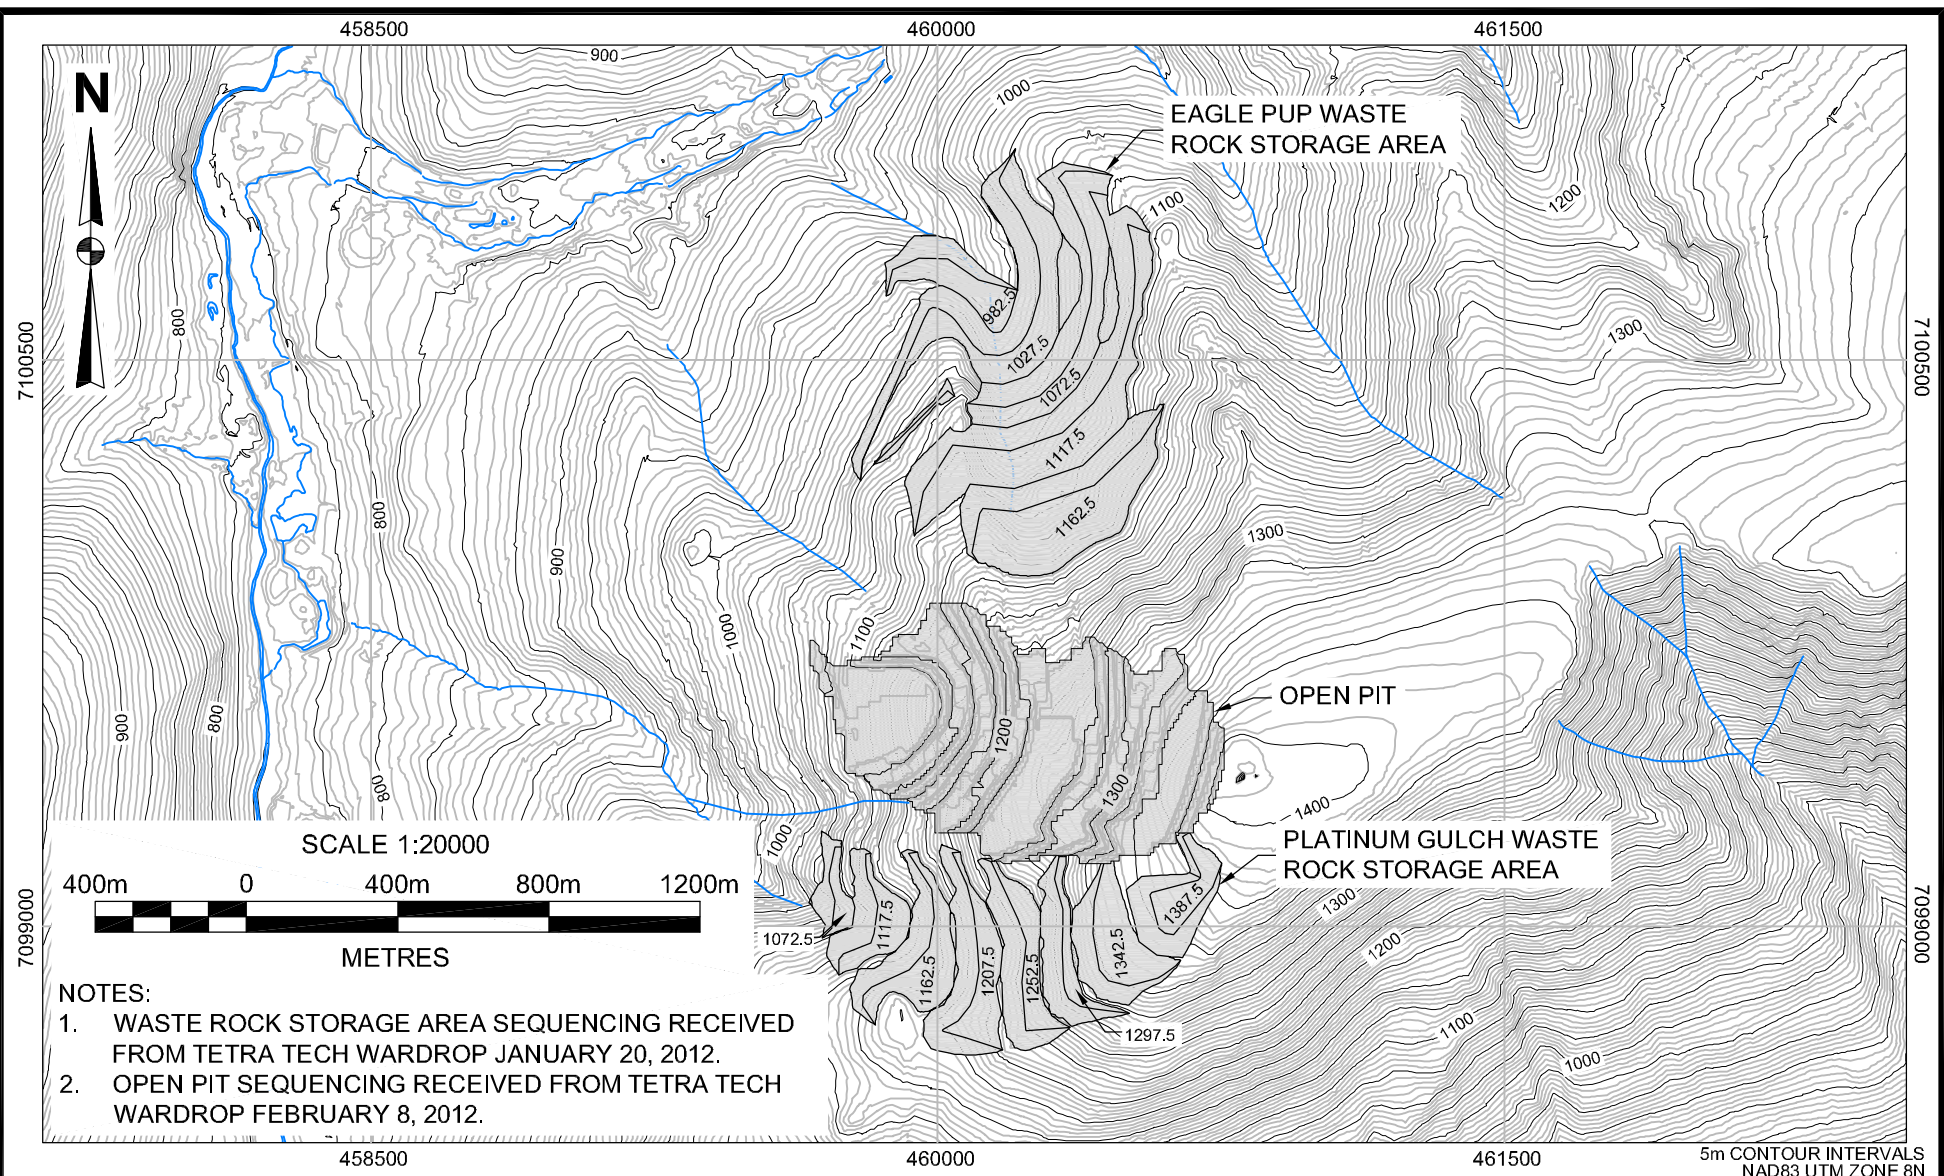 458500 460000 461500
900
N
1000
EAGLE PUP WASTE
ROCK STORAGE AREA
1200
1100
982.5
800
1300
7100500 7100500
1027.5
1072.5
1117.5
800
1162.5
1300
900
1100
1000
OPEN PIT
900
800
1200
800
1300
1400
SCALE 1:20000
1000
PLATINUM GULCH WASTE
ROCK STORAGE AREA
400m 0 400m 800m 1200m
1387.5
1300
1117.5
7099000 7099000
1072.5
1200
1342.5
METRES
1162.5
1207.5
1252.5
NOTES:
1. WASTE ROCK STORAGE AREA SEQUENCING RECEIVED
FROM TETRA TECH WARDROP JANUARY 20, 2012.
1100
1297.5
1000
2. OPEN PIT SEQUENCING RECEIVED FROM TETRA TECH
WARDROP FEBRUARY 8, 2012.
458500 460000 461500
5m CONTOUR INTERVALS
NAD83 UTM ZONE 8N